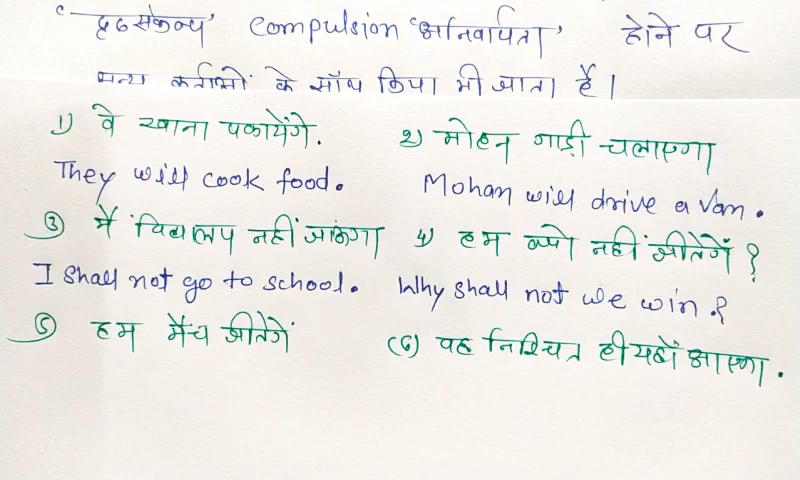 'दृढसंकल्प' compulsion 'अनिवार्यता' होने पर
अन्य कर्ताओं के साथ किया भी जाता है।
1) वे खाना पकायेंगे. 2) मोहन गाड़ी चलाएगा
They will cook food. Mohan will drive a van.
③ मैं विद्यालय नहीं जाऊंगा 4) हम क्यो नहीं जीतेगें ?
I shall not go to school. Why shall not we win ?
⑤ हम मैच जीतेगें (6) वह निश्चित ही यहाँ आएगा.